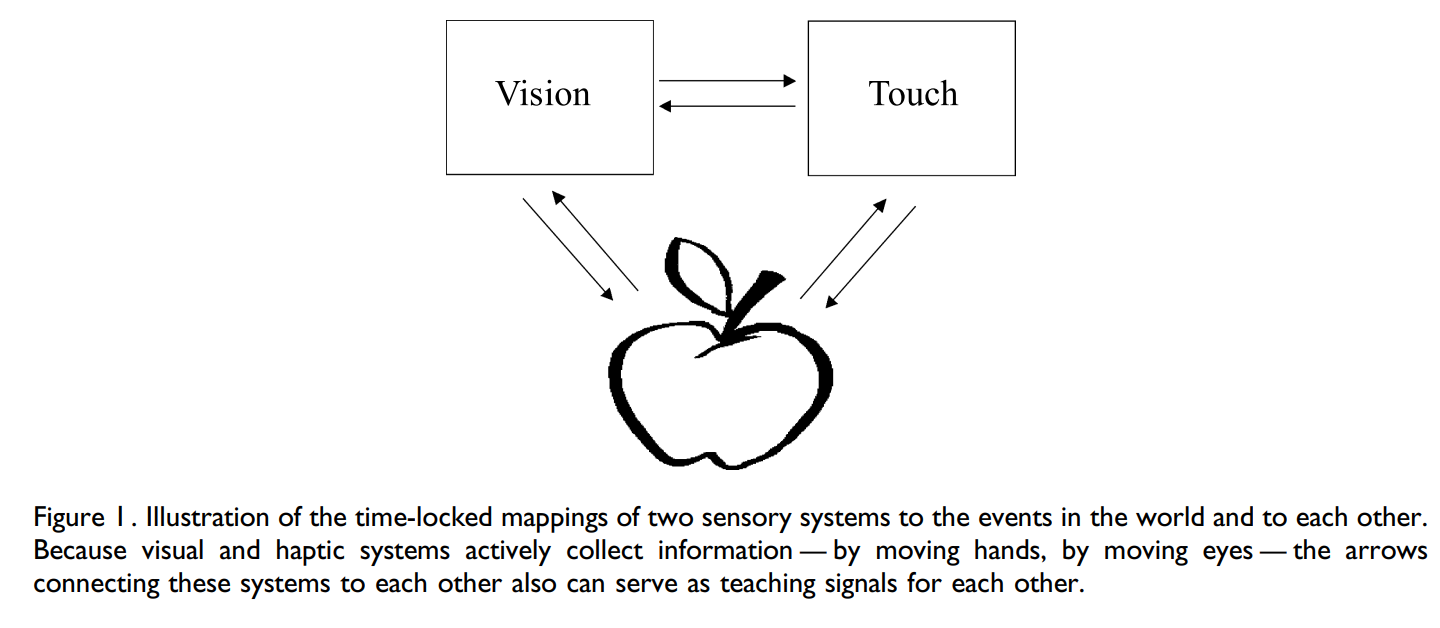 Vision
Touch
Figure 1. Illustration of the time-locked mappings of two sensory systems to the events in the world and to each other.
Because visual and haptic systems actively collect information — by moving hands, by moving eyes — the arrows
connecting these systems to each other also can serve as teaching signals for each other.